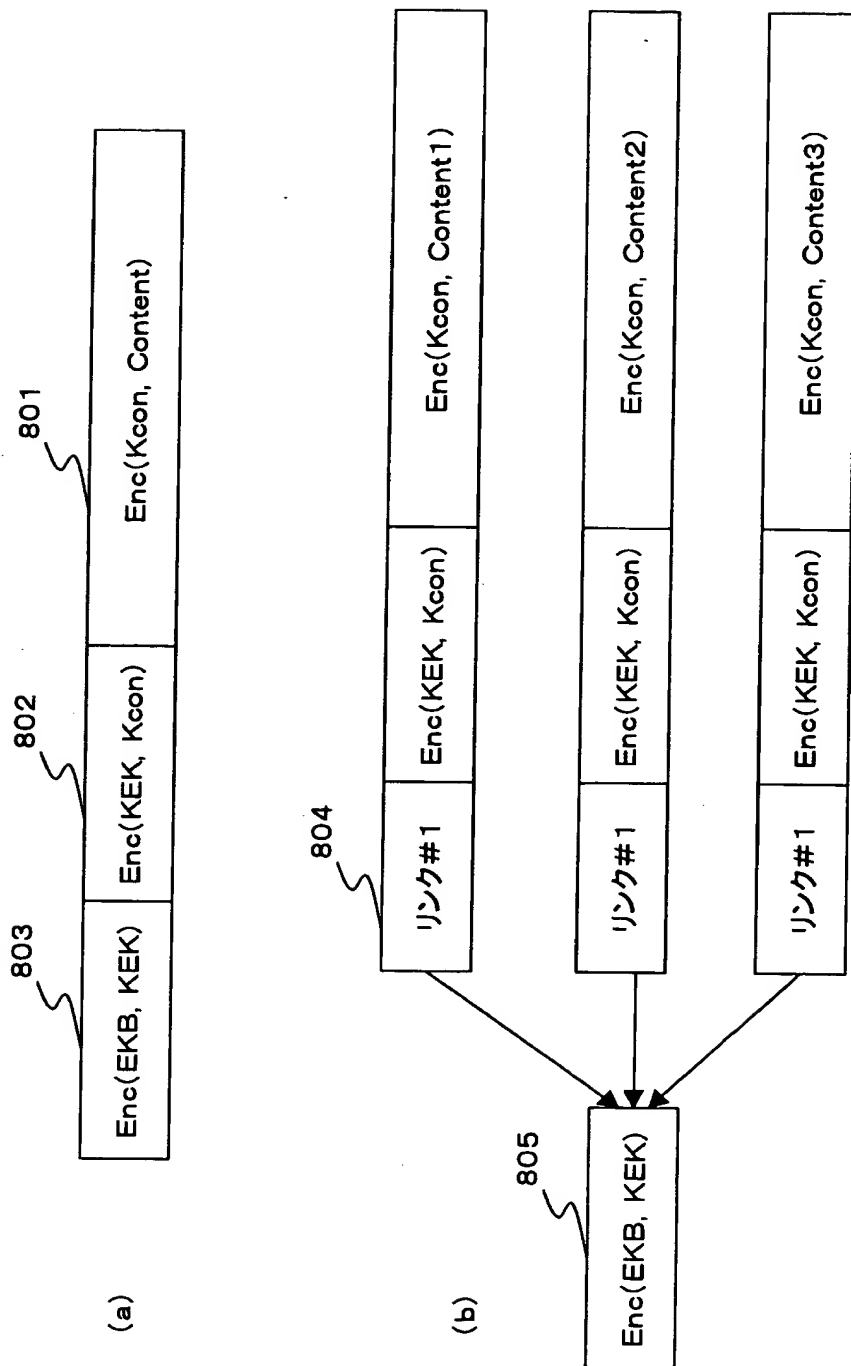 (a)
803
802
801
Enc(EKB, KEK)
Enc(KEK, Kcon)
Enc(Kcon, Content)
(b)
804
リンク#1
Enc(KEK, Kcon)
Enc(Kcon, Content1)
805
Enc(EKB, KEK)
リンク#1
Enc(KEK, Kcon)
Enc(Kcon, Content2)
リンク#1
Enc(KEK, Kcon)
Enc(Kcon, Content3)